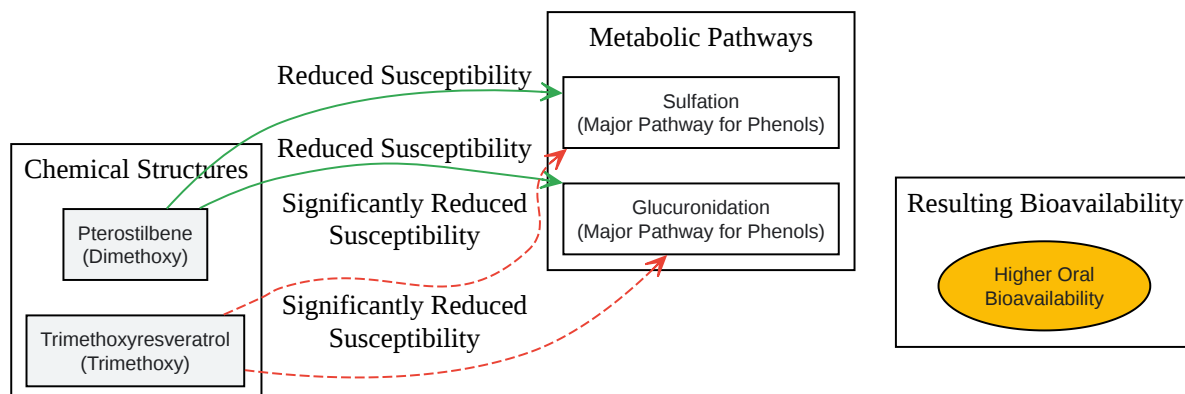 Metabolic Pathways
Reduced Susceptibility
Sulfation
(Major Pathway for Phenols)
Reduced Susceptibility
Chemical Structures
Significantly Reduced
Susceptibility
Glucuronidation
(Major Pathway for Phenols)
Resulting Bioavailability
Pterostilbene
(Dimethoxy)
Higher Oral
Bioavailability
Significantly Reduced
Susceptibility
Trimethoxyresveratrol
(Trimethoxy)